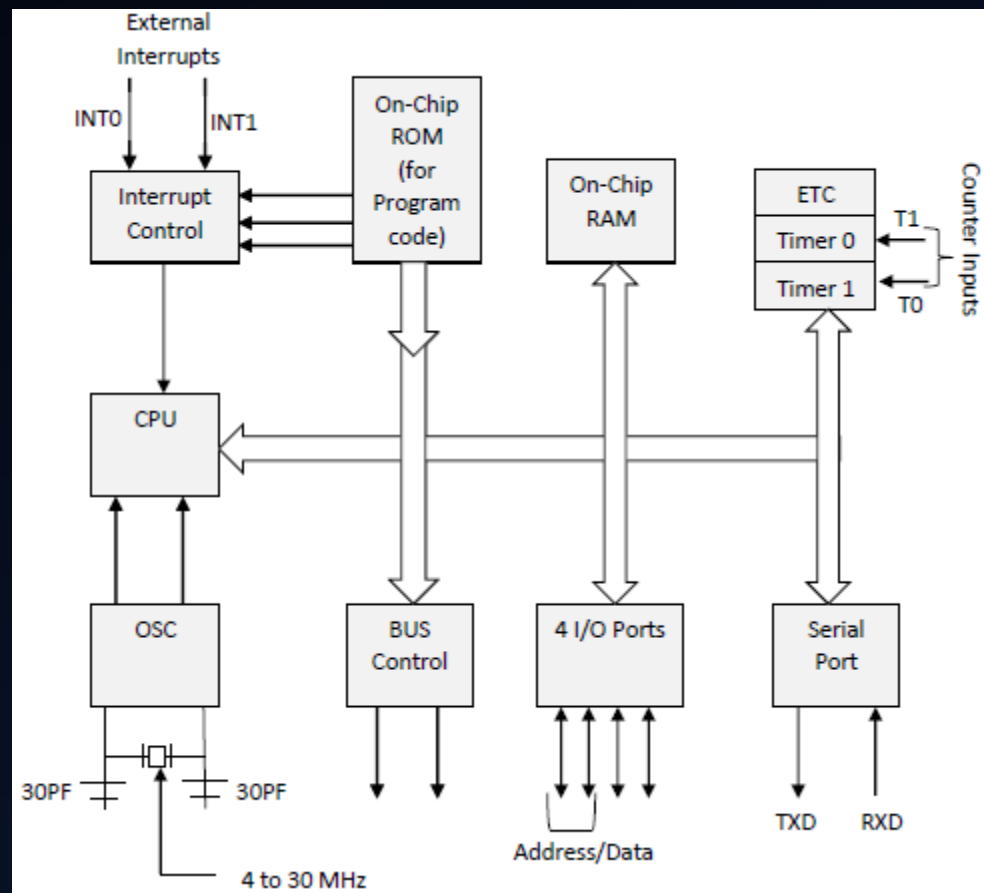 External
Interrupts
INT0
INT1
On-Chip
ROM
(for
Program
code)
Interrupt
Control
On-Chip
RAM
ETC
Timer 0
Timer 1
T1
T0
Counter Inputs
CPU
OSC
BUS
Control
4 I/O Ports
Serial
Port
30PF
30PF
Address/Data
TXD
RXD
4 to 30 MHz